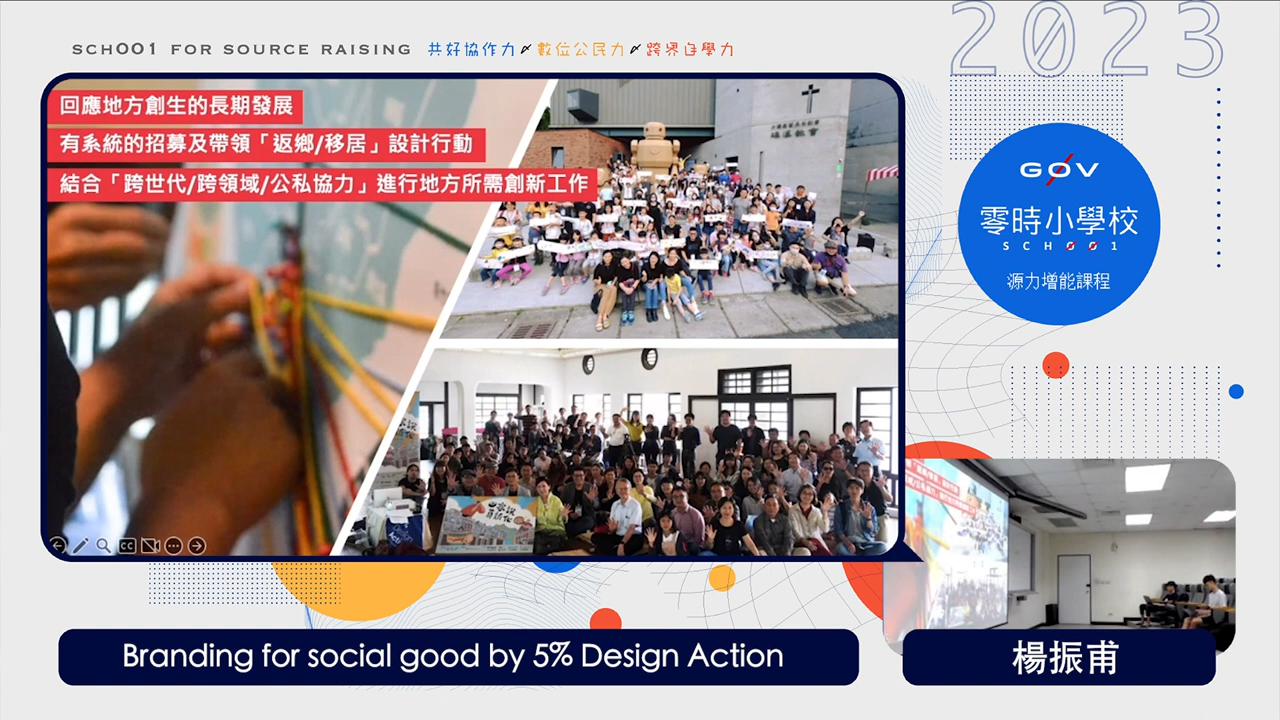 SCHOO1 FOR SOURCE RAISING 共好協作力 數位公民力 跨界自學力
2023
回應地方創生的長期發展
有系統的招募及帶領「返鄉/移居」設計行動
結合「跨世代/跨領域/公私協力」進行地方所需創新工作
G0V
零時小學校
SCH001
源力增能課程
CC
Branding for social good by 5% Design Action
楊振甫